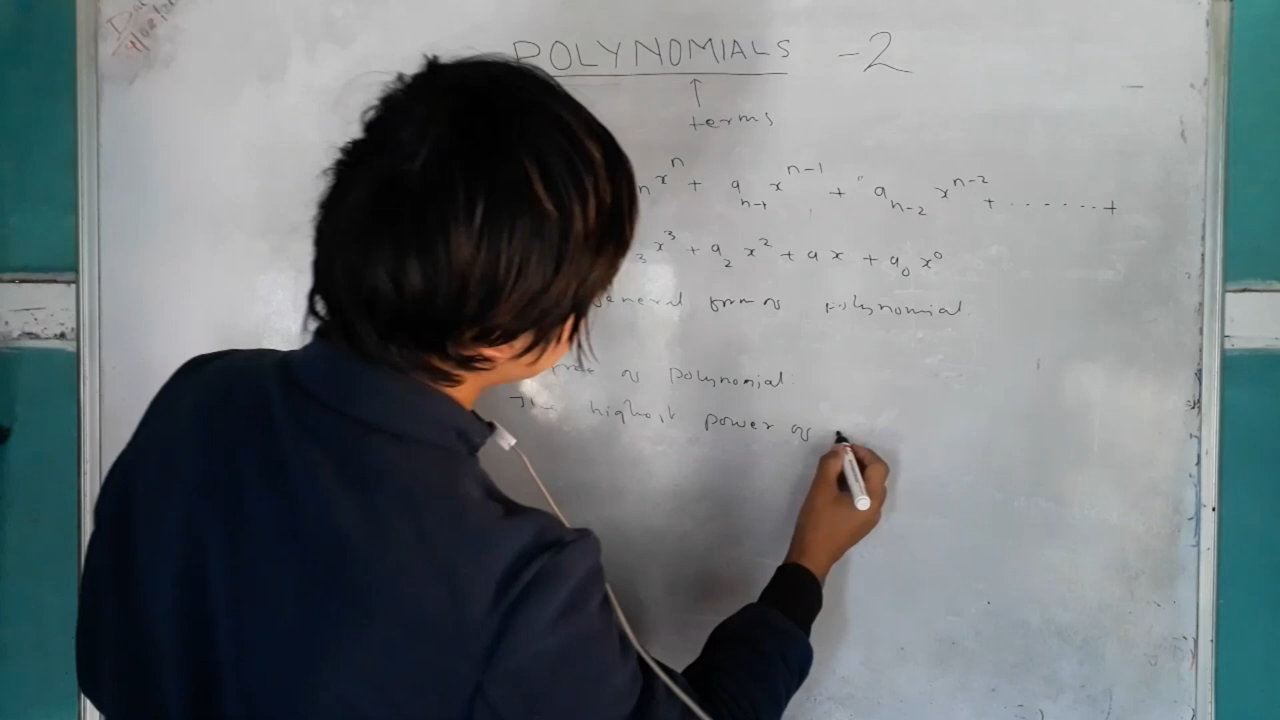 POLYNOMIALS -2
↑
terms
n x^n + a_{n-1} x^{n-1} + a_{n-2} x^{n-2} + ....... +
3 x^3 + a_2 x^2 + a x + a_0 x^0
general form of polynomial
of polynomial
highest power of